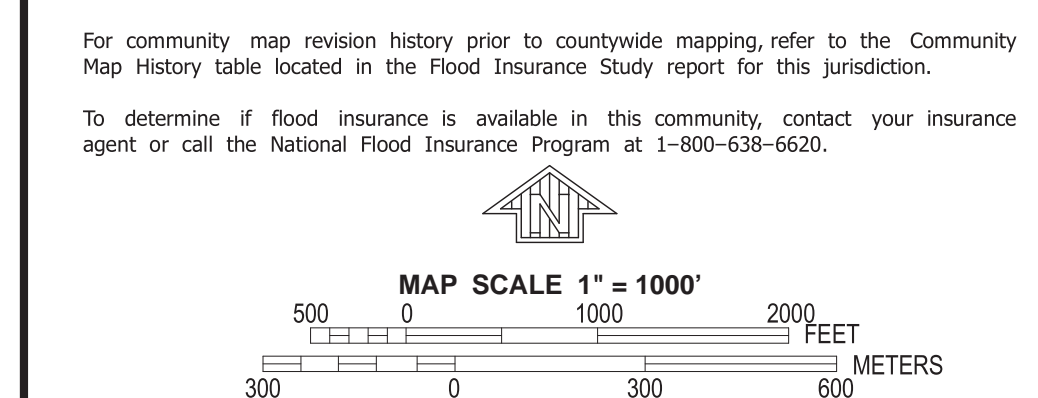 For community map revision history prior to countywide mapping, refer to the Community
Map History table located in the Flood Insurance Study report for this jurisdiction.
To determine if flood insurance is available in this community, contact your insurance
agent or call the National Flood Insurance Program at 1–800–638–6620.
N
MAP SCALE 1" = 1000’
500 0 1000 2000
FEET
METERS
300 0 300 600